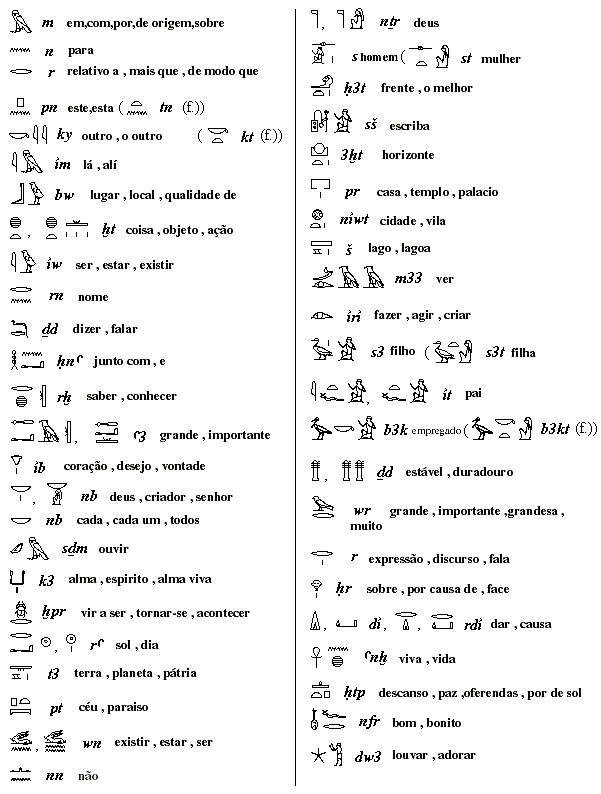 m em,com,por,de origem,sobre
n para
r relativo a , mais que , de modo que
pn este,esta ( tn (f.))
ky outro , o outro ( kt (f.))
ỉm lá , alí
bw lugar , local , qualidade de
, ḫt coisa , objeto , ação
ỉw ser , estar , existir
rn nome
ḏd dizer , falar
ḥnꜥ junto com , e
rḫ saber , conhecer
, ꜥ3 grande , importante
ỉb coração , desejo , vontade
, nb deus , criador , senhor
nb cada , cada um , todos
sḏm ouvir
k3 alma , espirito , alma viva
ḫpr vir a ser , tornar-se , acontecer
, rꜥ sol , dia
t3 terra , planeta , pátria
pt céu , paraiso
, wn existir , estar , ser
nn não
, nṯr deus
s homem ( st mulher
ḥ3t frente , o melhor
sš escriba
3ḫt horizonte
pr casa , templo , palacio
nỉwt cidade , vila
š lago , lagoa
m33 ver
ỉrỉ fazer , agir , criar
s3 filho ( s3t filha
, ỉt pai
b3k empregado ( b3kt (f.))
, ḏd estável , duradouro
wr grande , importante ,grandesa ,
muito
r expressão , discurso , fala
ḥr sobre , por causa de , face
, dỉ , , rdỉ dar , causa
ꜥnḫ viva , vida
ḥtp descanso , paz ,oferendas , por de sol
nfr bom , bonito
dw3 louvar , adorar